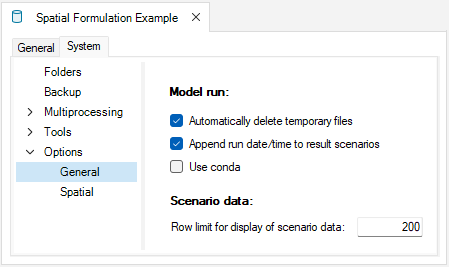 Spatial Formulation Example
General System
Folders
Backup
Multiprocessing
Tools
Options
General
Spatial
Model run:
Automatically delete temporary files
Append run date/time to result scenarios
Use conda
Scenario data:
Row limit for display of scenario data: 200